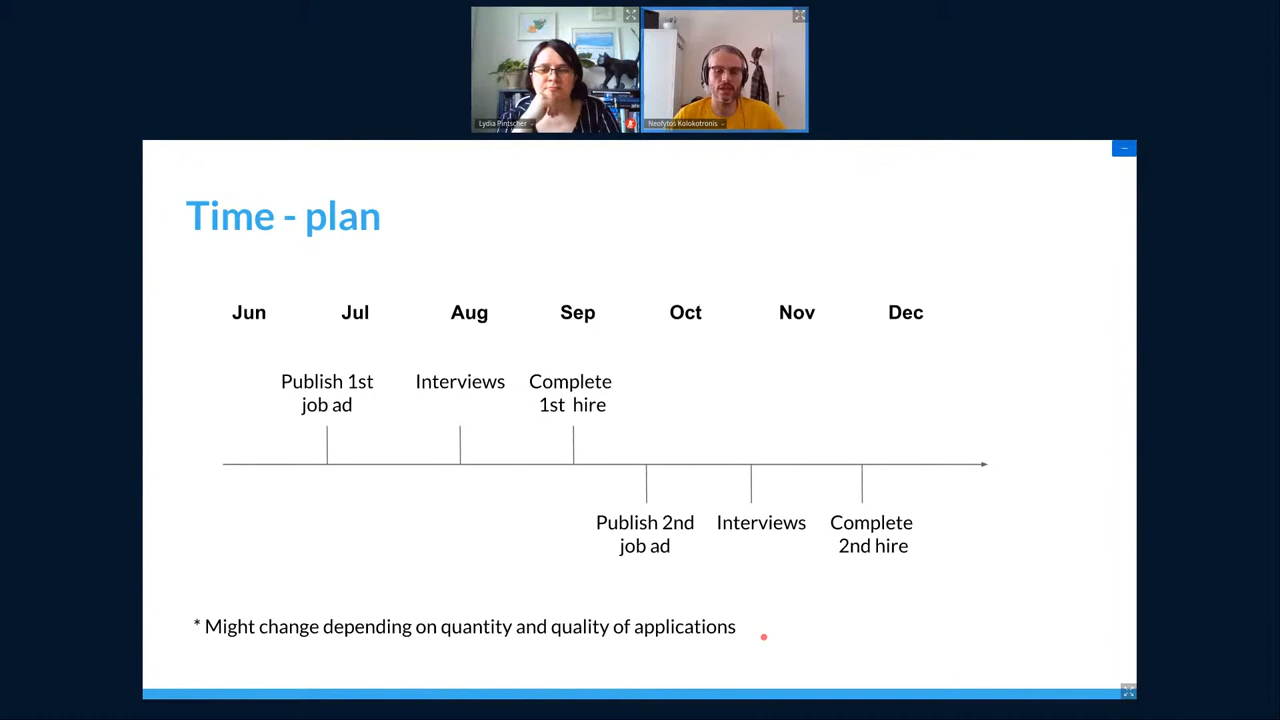 Lydia Pintscher
Neofytos Kolokotronis
Time - plan
Jun Jul Aug Sep Oct Nov Dec
Publish 1st
job ad
Interviews
Complete
1st hire
Publish 2nd
job ad
Interviews
Complete
2nd hire
* Might change depending on quantity and quality of applications